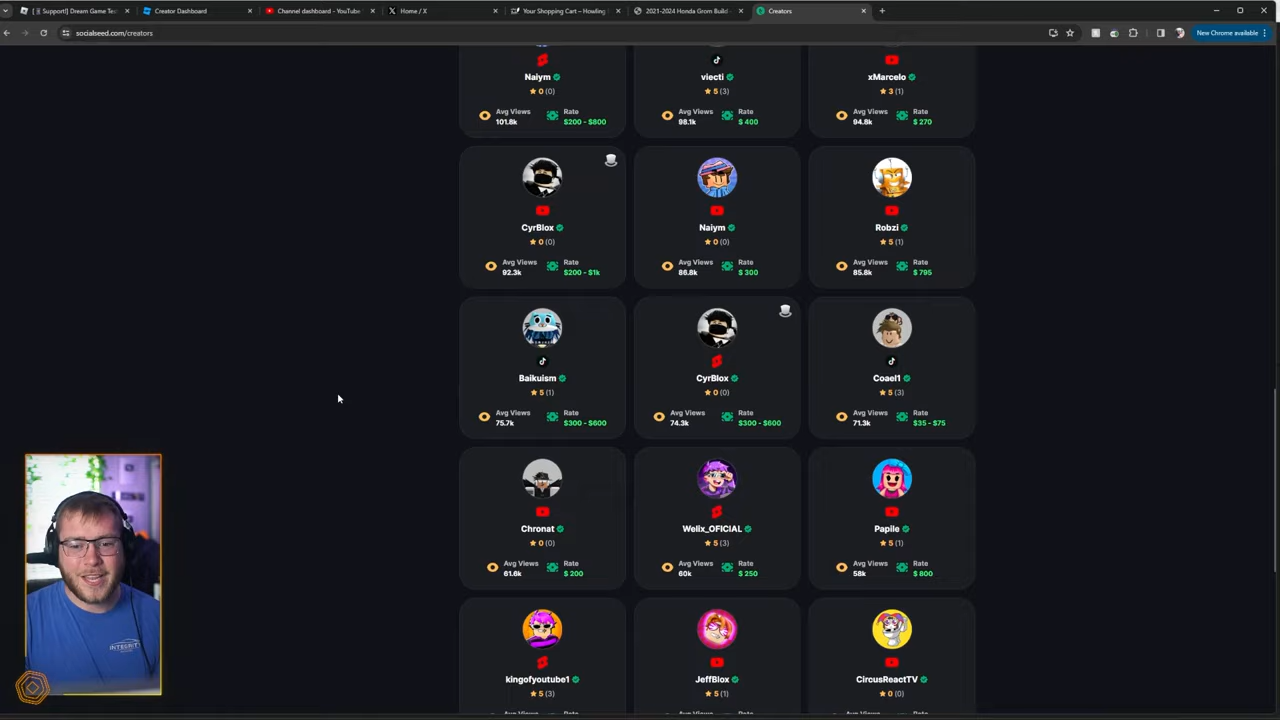 [ Support!] Dream Game Test
Creator Dashboard
Channel dashboard - YouTube
Home / X
Your Shopping Cart – Howling
2021-2024 Honda Grom Build
Creators
socialseed.com/creators
New Chrome available
Naiym
viecti
xMarcelo
0 (0)
5 (3)
3 (1)
Avg Views Rate
101.8k $200 - $800
Avg Views Rate
98.1k $ 400
Avg Views Rate
94.8k $ 270
CyrBlox
Naiym
Robzi
0 (0)
0 (0)
5 (1)
Avg Views Rate
92.3k $200 - $1k
Avg Views Rate
86.8k $ 300
Avg Views Rate
85.8k $ 795
Baikuism
CyrBlox
Coael1
5 (1)
0 (0)
5 (3)
Avg Views Rate
75.7k $300 - $600
Avg Views Rate
74.3k $300 - $600
Avg Views Rate
71.3k $35 - $75
Chronat
Welix_OFICIAL
Papile
0 (0)
5 (3)
5 (1)
Avg Views Rate
61.6k $ 200
Avg Views Rate
60k $ 250
Avg Views Rate
58k $ 800
kingofyoutube1
JeffBlox
CircusReactTV
5 (3)
5 (1)
0 (0)
INTEGRITY